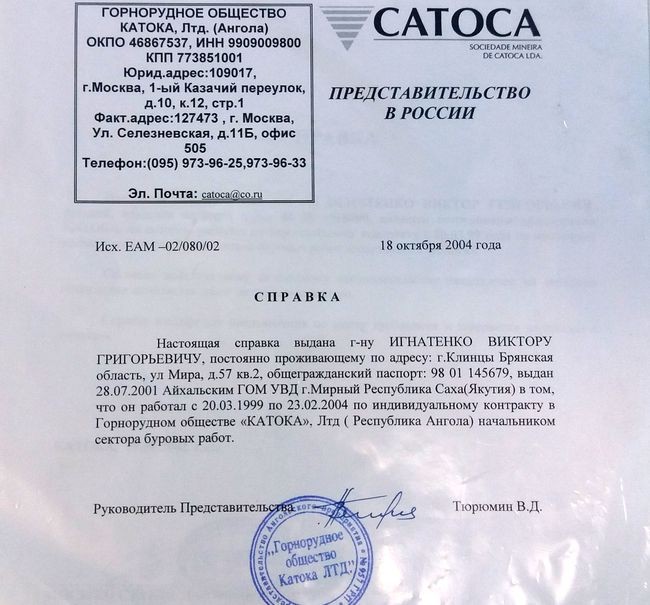 ГОРНОРУДНОЕ ОБЩЕСТВО
КАТОКА, Лтд. (Ангола)
ОКПО 46867537, ИНН 9909009800
КПП 773851001
Юрид.адрес:109017,
г.Москва, 1-ый Казачий переулок,
д.10, к.12, стр.1
Факт.адрес:127473 , г. Москва,
Ул. Селезневская, д.11Б, офис
505
Телефон:(095) 973-96-25,973-96-33
Эл. Почта: catoca@co.ru
CATOCA
SOCIEDADE MINEIRA
DE CATOCA LDA.
ПРЕДСТАВИТЕЛЬСТВО
В РОССИИ
Исх. ЕАМ –02/080/02
18 октября 2004 года
СПРАВКА
Настоящая справка выдана г-ну ИГНАТЕНКО ВИКТОРУ
ГРИГОРЬЕВИЧУ, постоянно проживающему по адресу: г.Клинцы Брянская
область, ул Мира, д.57 кв.2, общегражданский паспорт: 98 01 145679, выдан
28.07.2001 Айхальским ГОМ УВД г.Мирный Республика Саха(Якутия) в том,
что он работал с 20.03.1999 по 23.02.2004 по индивидуальному контракту в
Горнорудном обществе «КАТОКА», Лтд ( Республика Ангола) начальником
сектора буровых работ.
Руководитель Представительства
Тюрюмин В.Д.
"Горнорудное
общество
Катока ЛТД"